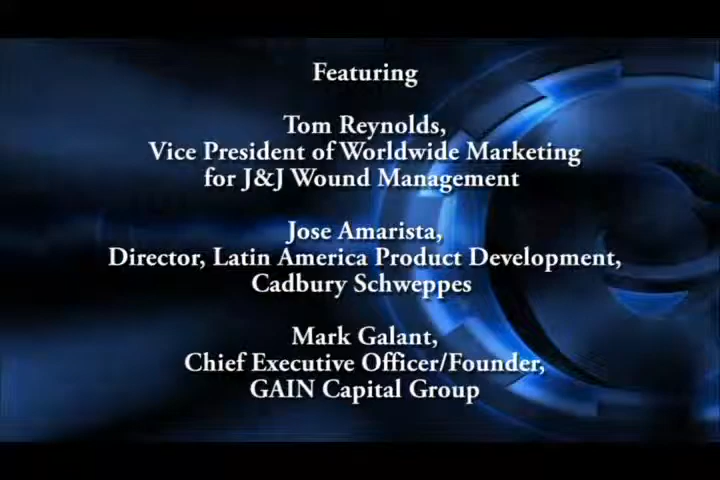 Featuring
Tom Reynolds,
Vice President of Worldwide Marketing
for J&J Wound Management
Jose Amarista,
Director, Latin America Product Development,
Cadbury Schweppes
Mark Galant,
Chief Executive Officer/Founder,
GAIN Capital Group